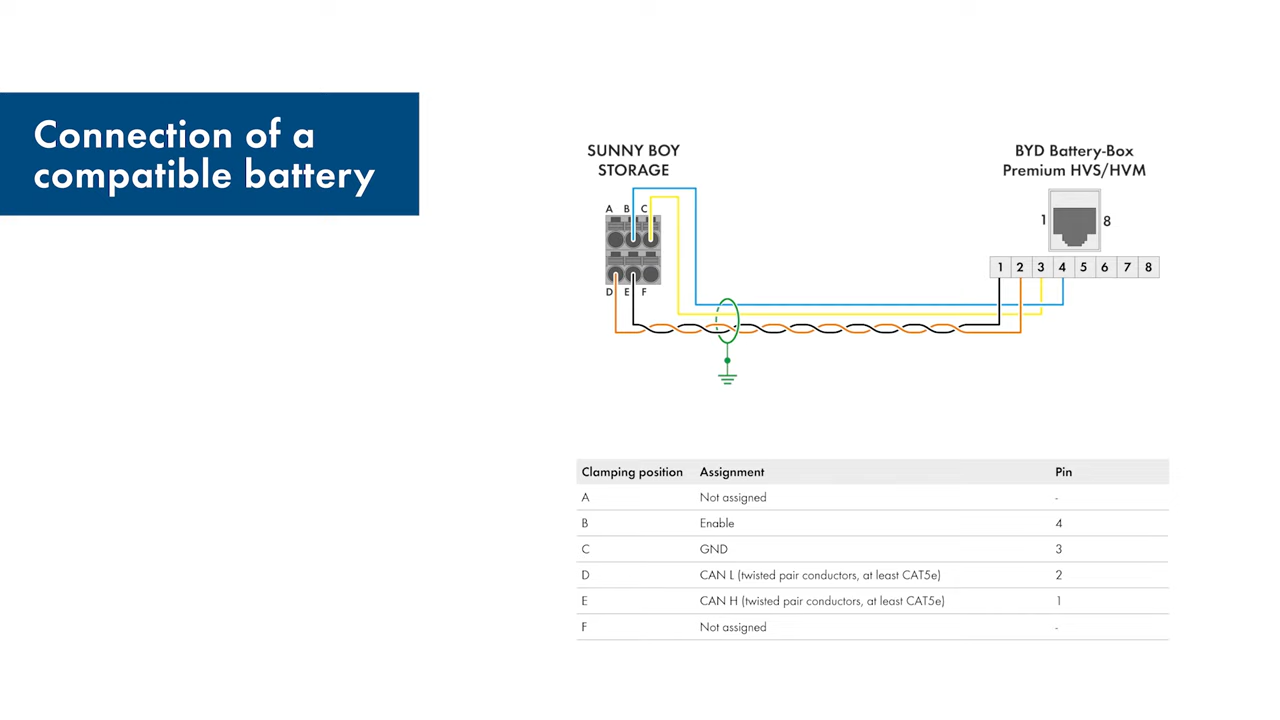 Connection of a
compatible battery
SUNNY BOY
STORAGE
A B C
D E F
BYD Battery-Box
Premium HVS/HVM
1 8
1 2 3 4 5 6 7 8
Clamping position Assignment Pin
A Not assigned -
B Enable 4
C GND 3
D CAN L (twisted pair conductors, at least CAT5e) 2
E CAN H (twisted pair conductors, at least CAT5e) 1
F Not assigned -